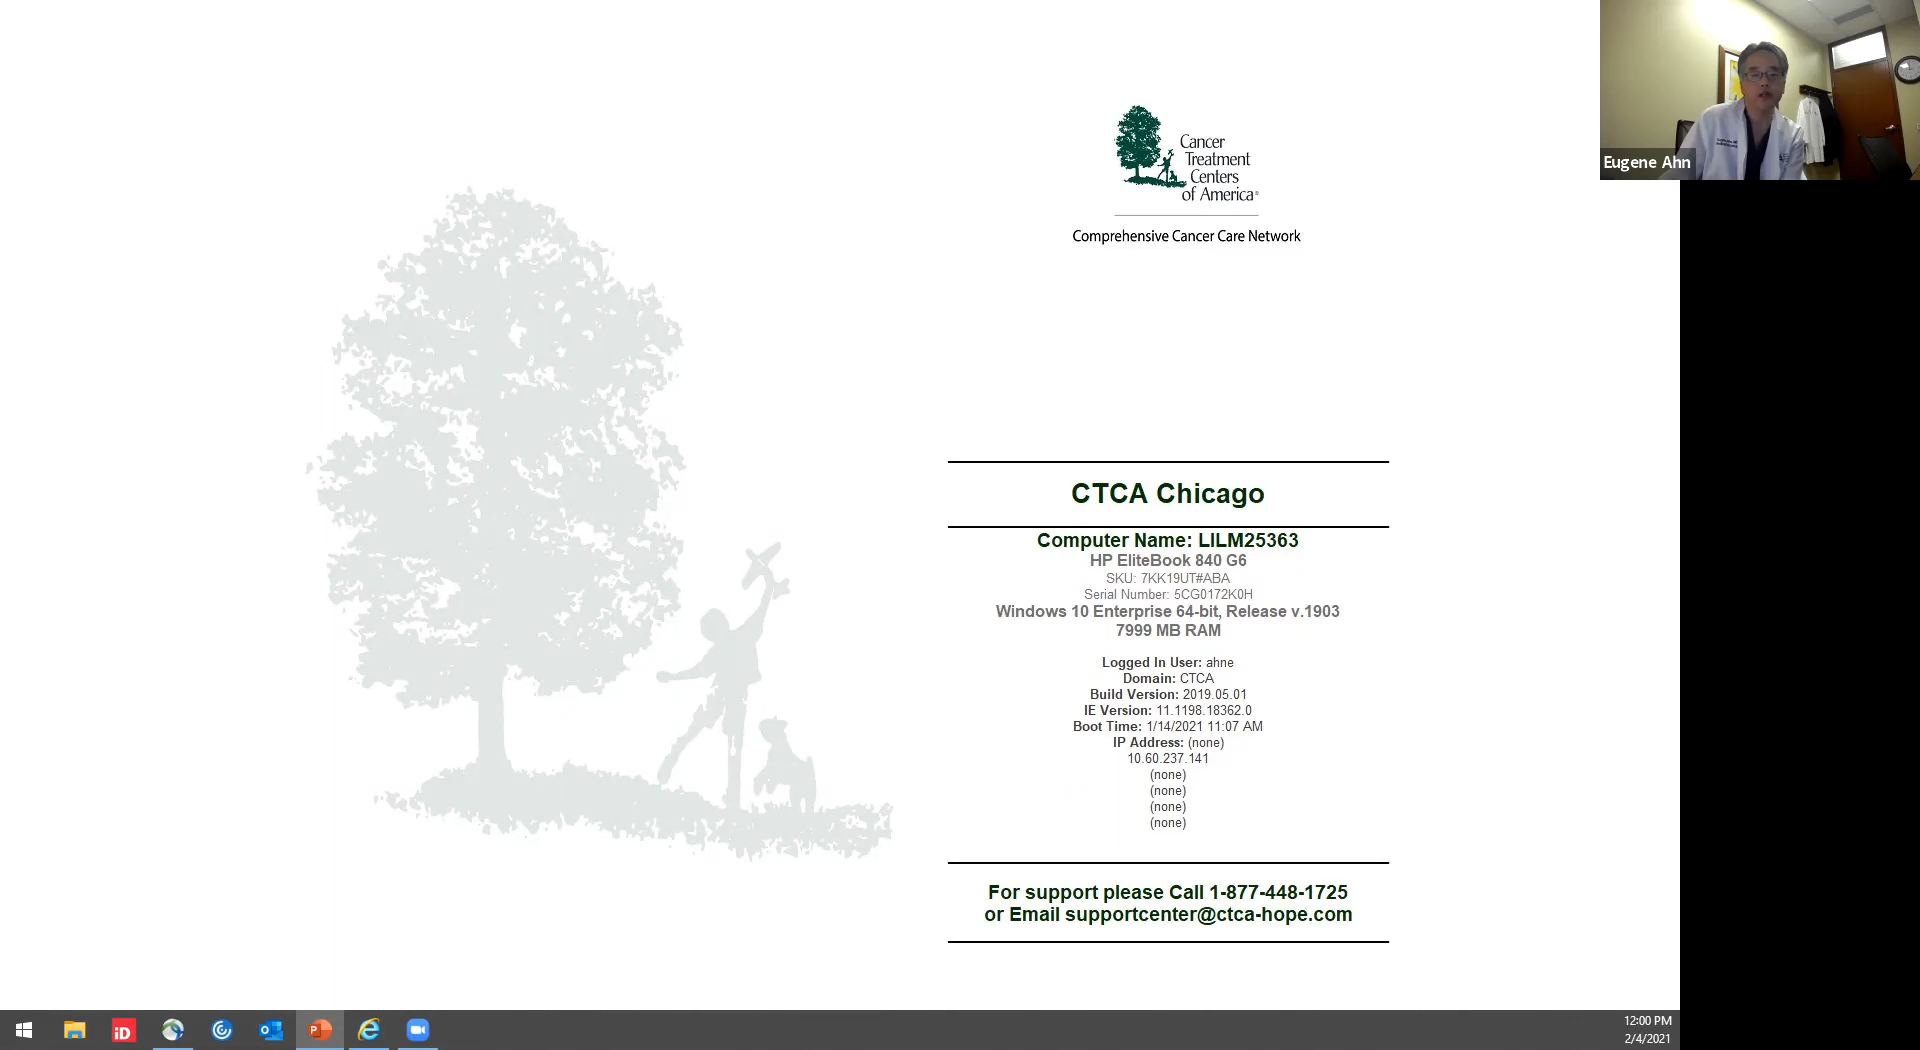 Cancer
Treatment
Centers
of America®
Comprehensive Cancer Care Network
Eugene Ahn
CTCA Chicago
Computer Name: LILM25363
HP EliteBook 840 G6
SKU: 7KK19UT#ABA
Serial Number: 5CG0172K0H
Windows 10 Enterprise 64-bit, Release v.1903
7999 MB RAM
Logged In User: ahne
Domain: CTCA
Build Version: 2019.05.01
IE Version: 11.1198.18362.0
Boot Time: 1/14/2021 11:07 AM
IP Address: (none)
10.60.237.141
(none)
(none)
(none)
(none)
For support please Call 1-877-448-1725
or Email supportcenter@ctca-hope.com
iD
12:00 PM
2/4/2021